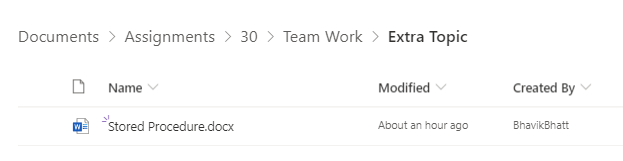 Documents > Assignments > 30 > Team Work > Extra Topic
Name Modified Created By
Stored Procedure.docx About an hour ago BhavikBhatt